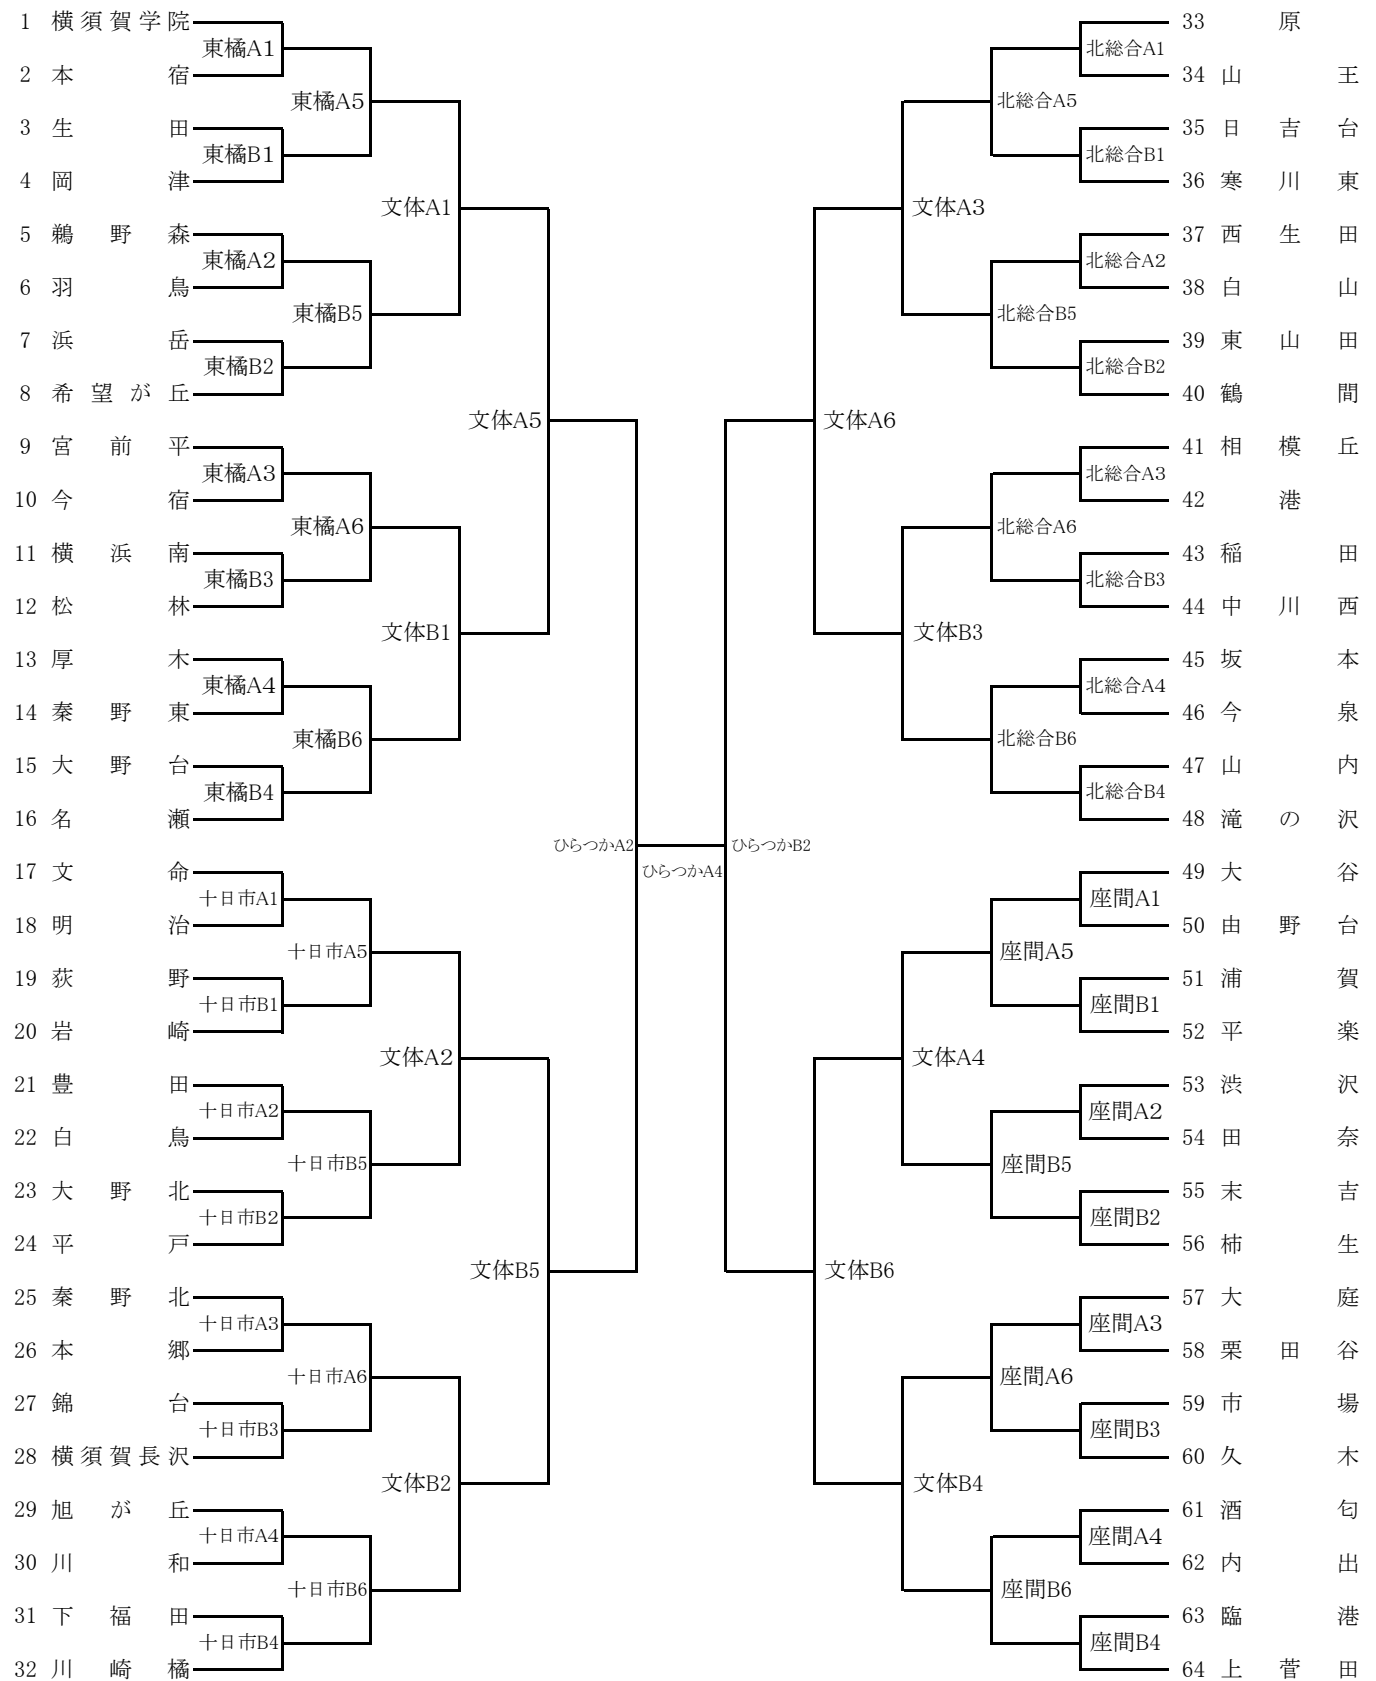 1 横須賀学院
東橘A1
2 本宿
東橘A5
3 生田
東橘B1
4 岡津
文体A1
5 鵜野森
東橘A2
6 羽鳥
東橘B5
7 浜岳
東橘B2
8 希望が丘
文体A5
9 宮前平
東橘A3
10 今宿
東橘A6
11 横浜南
東橘B3
12 松林
文体B1
13 厚木
東橘A4
14 秦野東
東橘B6
15 大野台
東橘B4
16 名瀬
ひらつかA2
17 文命
十日市A1
18 明治
十日市A5
19 荻野
十日市B1
20 岩崎
文体A2
21 豊田
十日市A2
22 白鳥
十日市B5
23 大野北
十日市B2
24 平戸
文体B5
25 秦野北
十日市A3
26 本郷
十日市A6
27 錦台
十日市B3
28 横須賀長沢
文体B2
29 旭が丘
十日市A4
30 川和
十日市B6
31 下福田
十日市B4
32 川崎橘
ひらつかA4
33 原
北総合A1
34 山王
北総合A5
35 日吉台
北総合B1
36 寒川東
文体A3
37 西生田
北総合A2
38 白山
北総合B5
39 東山田
北総合B2
40 鶴間
文体A6
41 相模丘
北総合A3
42 港
北総合A6
43 稲田
北総合B3
44 中川西
文体B3
45 坂本
北総合A4
46 今泉
北総合B6
47 山内
北総合B4
48 滝の沢
ひらつかB2
49 大谷
座間A1
50 由野台
座間A5
51 浦賀
座間B1
52 平楽
文体A4
53 渋沢
座間A2
54 田奈
座間B5
55 末吉
座間B2
56 柿生
文体B6
57 大庭
座間A3
58 栗田谷
座間A6
59 市場
座間B3
60 久木
文体B4
61 酒匂
座間A4
62 内出
座間B6
63 臨港
座間B4
64 上菅田